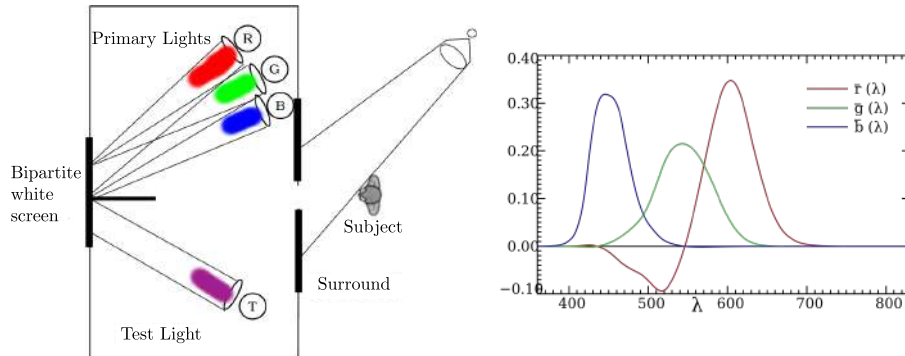 Primary Lights
R
G
B
Bipartite
white
screen
Subject
Surround
T
Test Light
0.40
0.30
0.20
0.10
0.00
−0.10
400
500
600
700
800
λ
r̄ (λ)
ḡ (λ)
b̄ (λ)